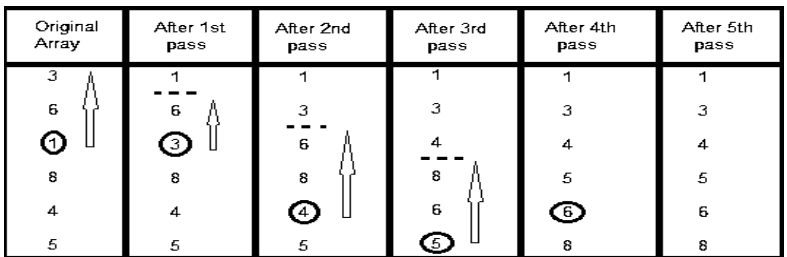 Original Array After 1st pass After 2nd pass After 3rd pass After 4th pass After 5th pass
3 1 1 1 1 1
6 6 3 3 3 3
1 3 6 4 4 4
8 8 8 8 5 5
4 4 4 6 6 6
5 5 5 5 8 8